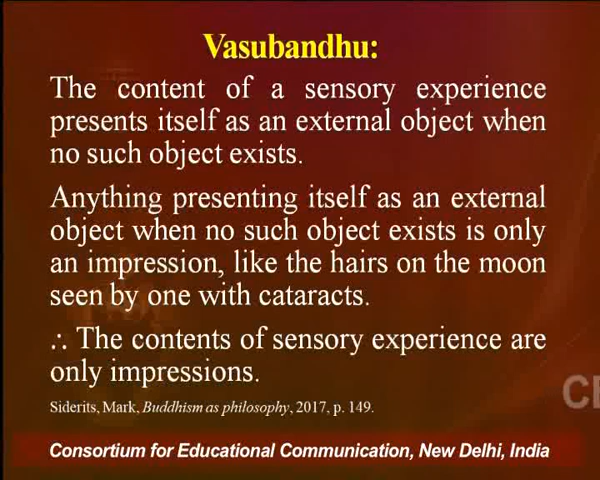 Vasubandhu:
The content of a sensory experience
presents itself as an external object when
no such object exists.
Anything presenting itself as an external
object when no such object exists is only
an impression, like the hairs on the moon
seen by one with cataracts.
∴ The contents of sensory experience are
only impressions.
Siderits, Mark, Buddhism as philosophy, 2017, p. 149.
Consortium for Educational Communication, New Delhi, India